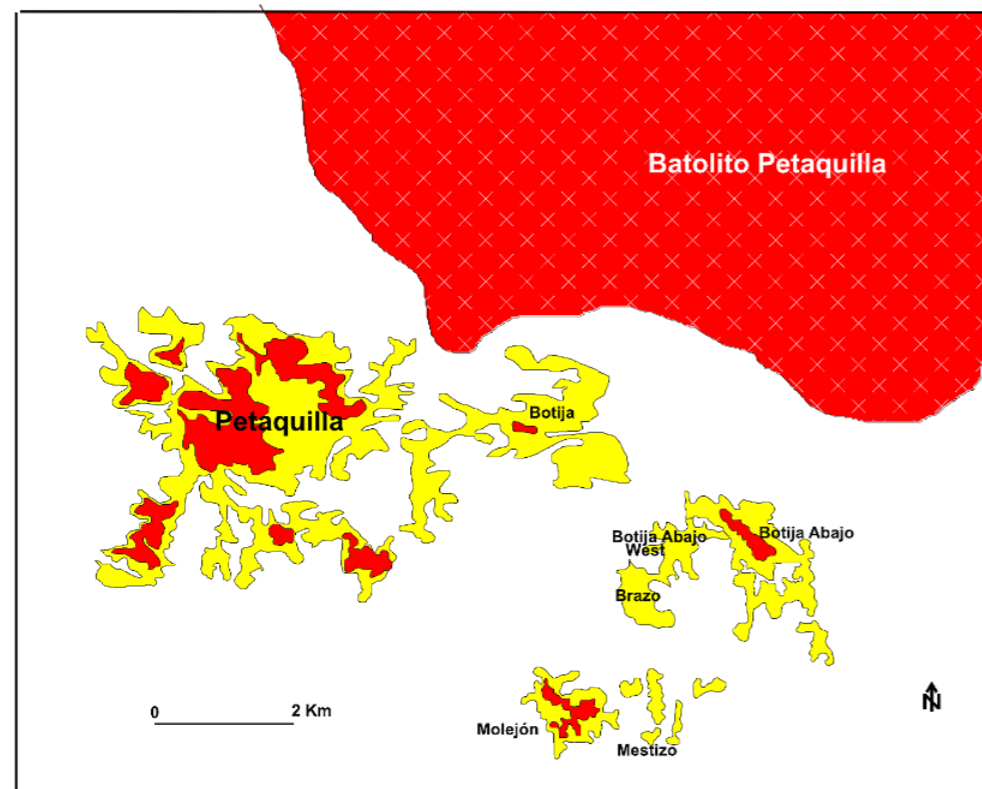 Batolito Petaquilla
Petaquilla
Botija
Botija Abajo
West
Botija Abajo
Brazo
0 2 Km
N
Molejón
Mestizo